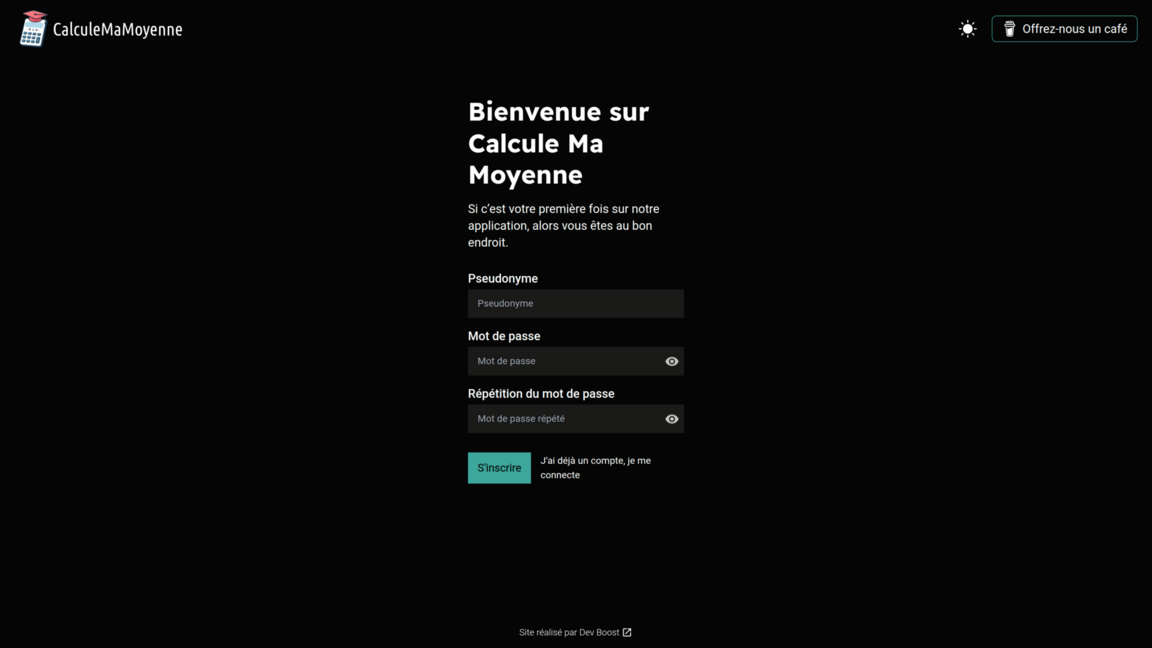 CalculeMaMoyenne
Offrez-nous un café
Bienvenue sur
Calcule Ma
Moyenne
Si c'est votre première fois sur notre
application, alors vous êtes au bon
endroit.
Pseudonyme
Pseudonyme
Mot de passe
Mot de passe
Répétition du mot de passe
Mot de passe répété
S'inscrire
J'ai déjà un compte, je me
connecte
Site réalisé par Dev Boost